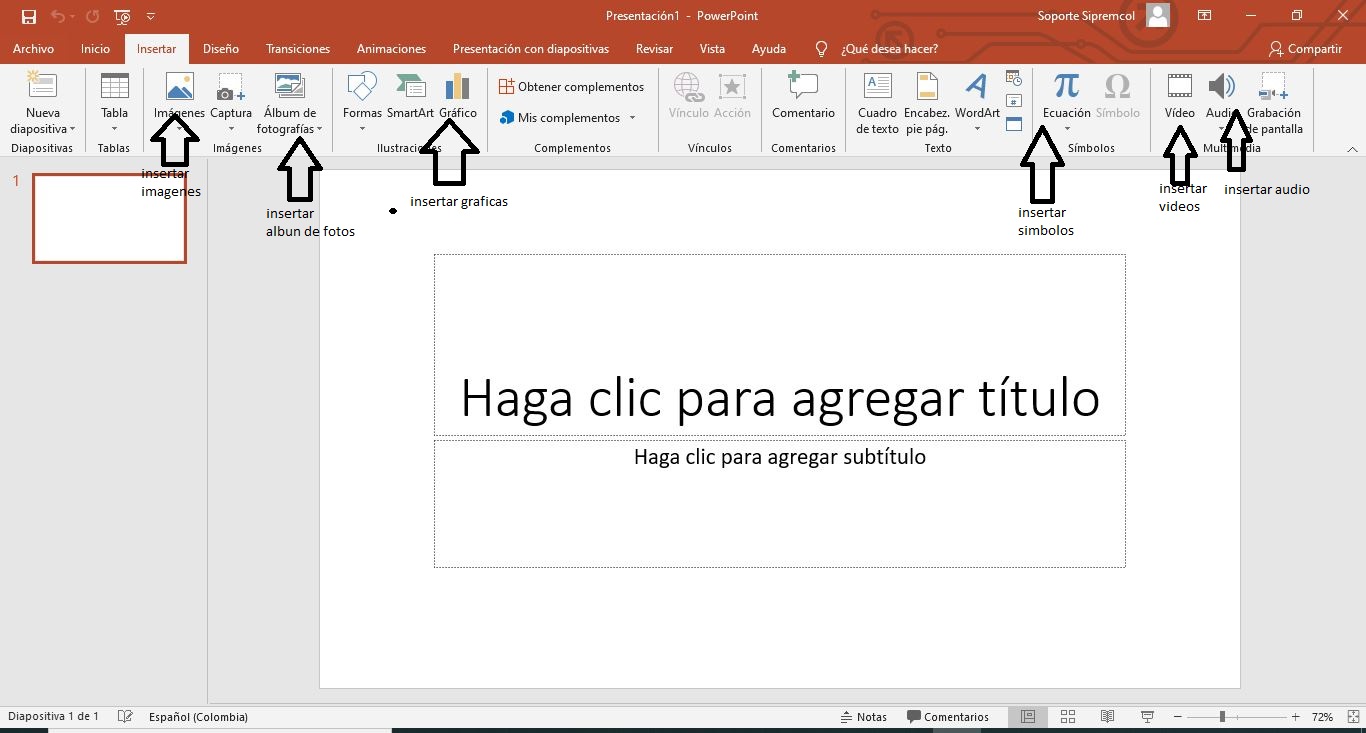 Presentación1 - PowerPoint
Soporte Sipremcol
Archivo Inicio Insertar Diseño Transiciones Animaciones Presentación con diapositivas Revisar Vista Ayuda ¿Qué desea hacer? Compartir
Nueva diapositiva
Tabla
Imágenes
Captura
Álbum de fotografías
Formas
SmartArt
Gráfico
Obtener complementos
Mis complementos
Vínculo
Acción
Comentario
Cuadro de texto
Encabez. pie pág.
WordArt
Ecuación
Símbolo
Vídeo
Audio
Grabación de pantalla
Diapositivas Tablas Imágenes Ilustraciones Complementos Vínculos Comentarios Texto Símbolos Multimedia
insertar
imagenes
insertar
albun de fotos
insertar graficas
insertar
simbolos
insertar
videos
insertar audio
1
Haga clic para agregar título
Haga clic para agregar subtítulo
Diapositiva 1 de 1 Español (Colombia) Notas Comentarios 72%